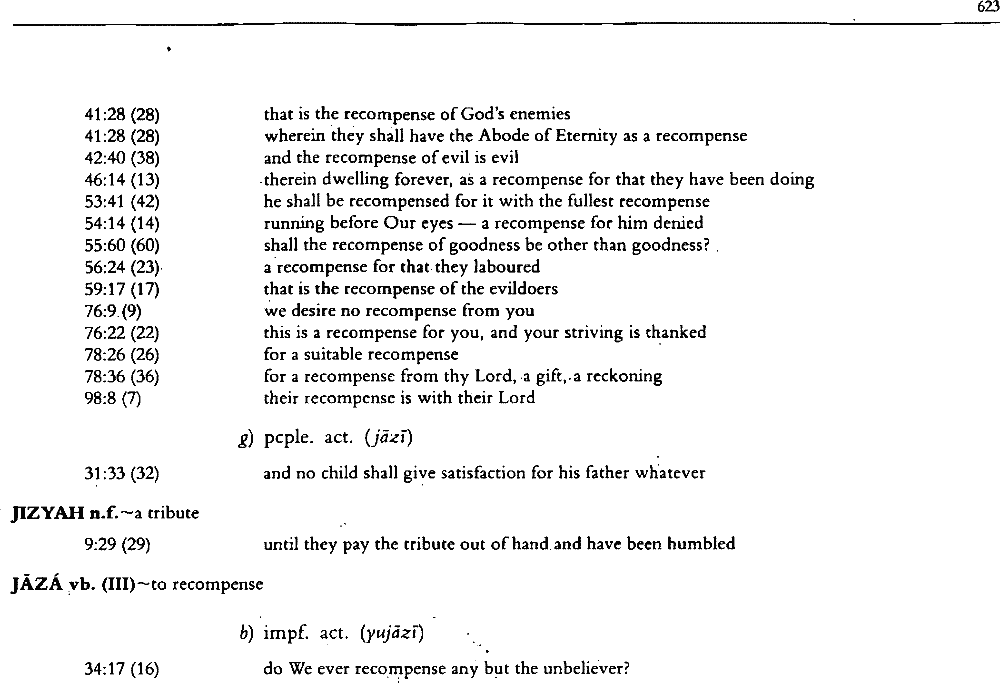 623
41:28 (28) that is the recompense of God's enemies
41:28 (28) wherein they shall have the Abode of Eternity as a recompense
42:40 (38) and the recompense of evil is evil
46:14 (13) therein dwelling forever, as a recompense for that they have been doing
53:41 (42) he shall be recompensed for it with the fullest recompense
54:14 (14) running before Our eyes — a recompense for him denied
55:60 (60) shall the recompense of goodness be other than goodness?
56:24 (23) a recompense for that they laboured
59:17 (17) that is the recompense of the evildoers
76:9 (9) we desire no recompense from you
76:22 (22) this is a recompense for you, and your striving is thanked
78:26 (26) for a suitable recompense
78:36 (36) for a recompense from thy Lord, a gift, a reckoning
98:8 (7) their recompense is with their Lord
g) pcple. act. (jāzī)
31:33 (32) and no child shall give satisfaction for his father whatever
JIZYAH n.f.~a tribute
9:29 (29) until they pay the tribute out of hand and have been humbled
JĀZÁ vb. (III)~to recompense
b) impf. act. (yujāzī)
34:17 (16) do We ever recompense any but the unbeliever?